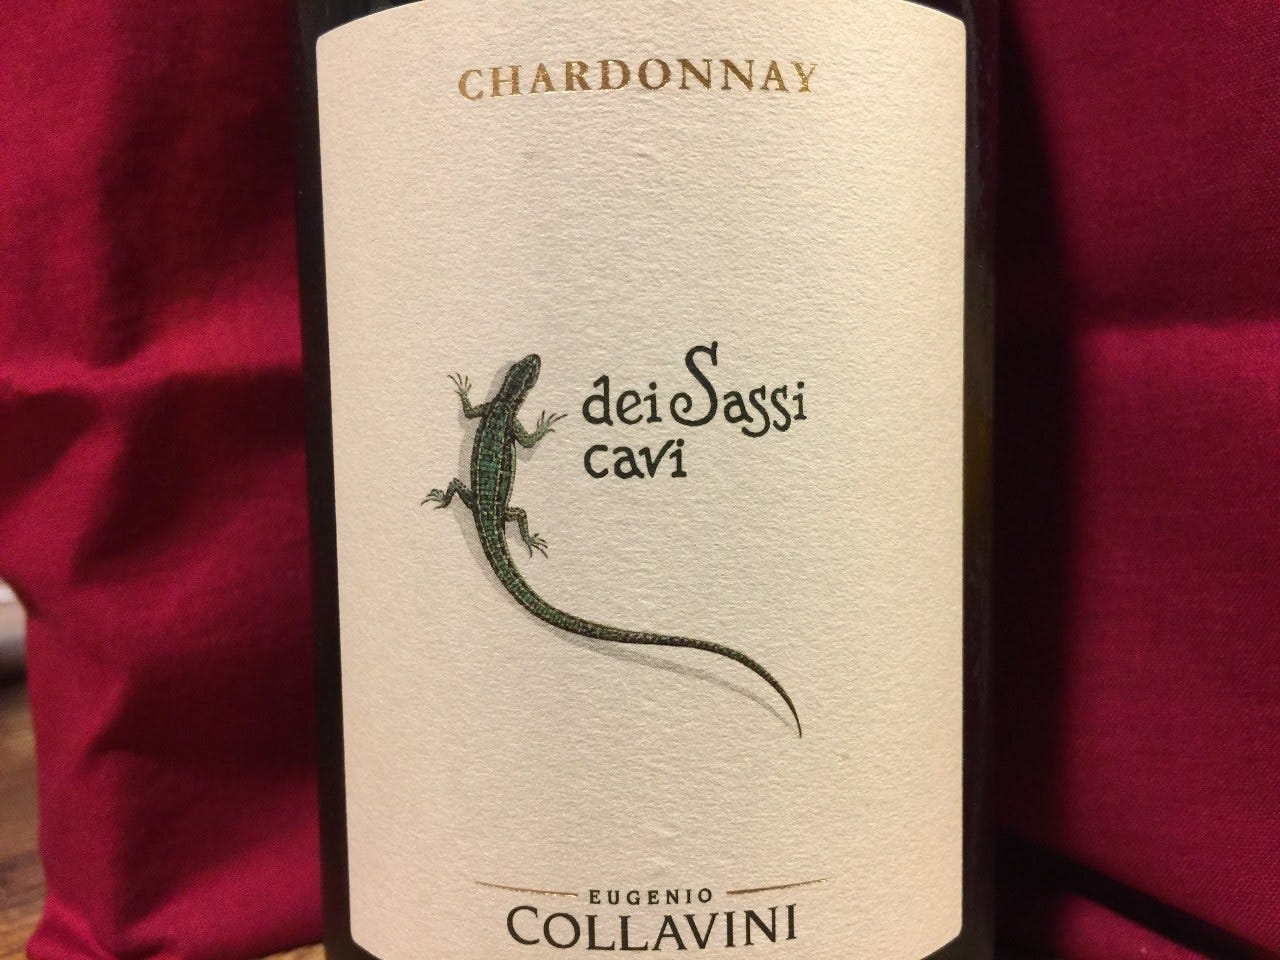 CHARDONNAY
dei Sassi
cavi
EUGENIO
COLLAVINI